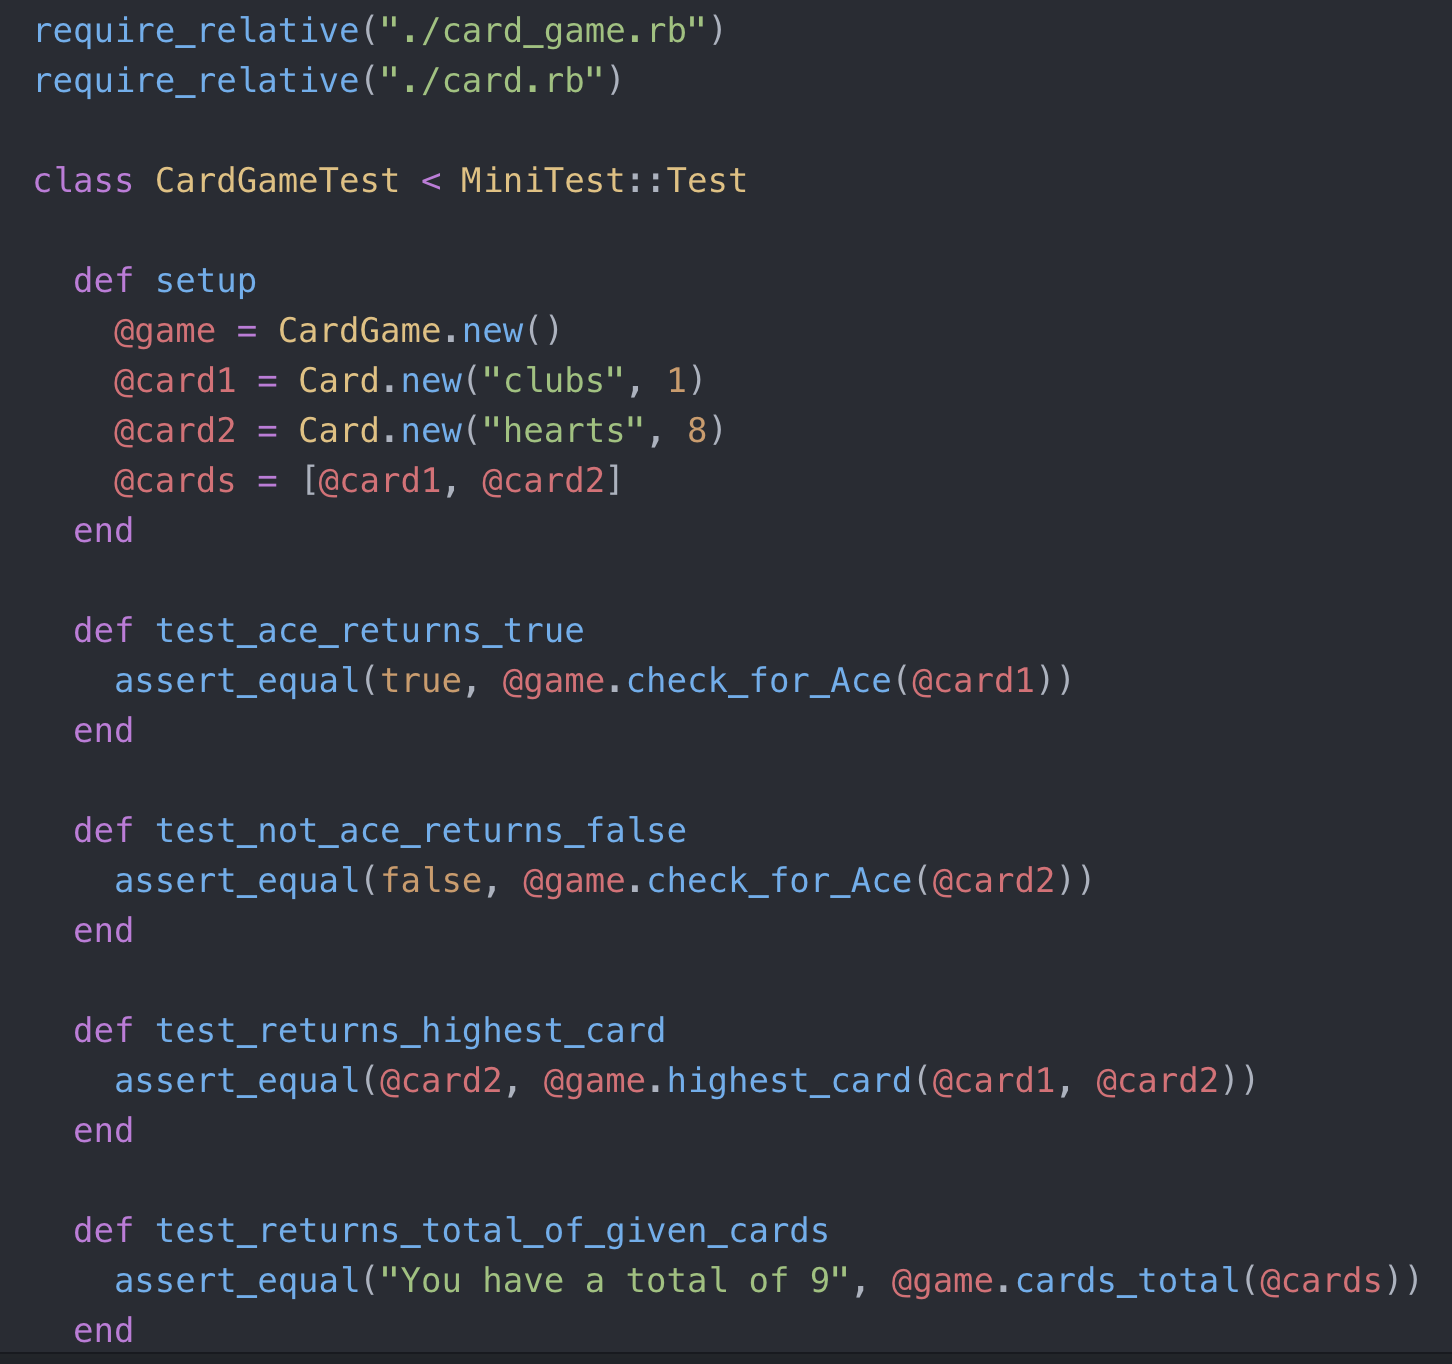 require_relative("./card_game.rb")
require_relative("./card.rb")
class CardGameTest < MiniTest::Test
def setup
@game = CardGame.new()
@card1 = Card.new("clubs", 1)
@card2 = Card.new("hearts", 8)
@cards = [@card1, @card2]
end
def test_ace_returns_true
assert_equal(true, @game.check_for_Ace(@card1))
end
def test_not_ace_returns_false
assert_equal(false, @game.check_for_Ace(@card2))
end
def test_returns_highest_card
assert_equal(@card2, @game.highest_card(@card1, @card2))
end
def test_returns_total_of_given_cards
assert_equal("You have a total of 9", @game.cards_total(@cards))
end